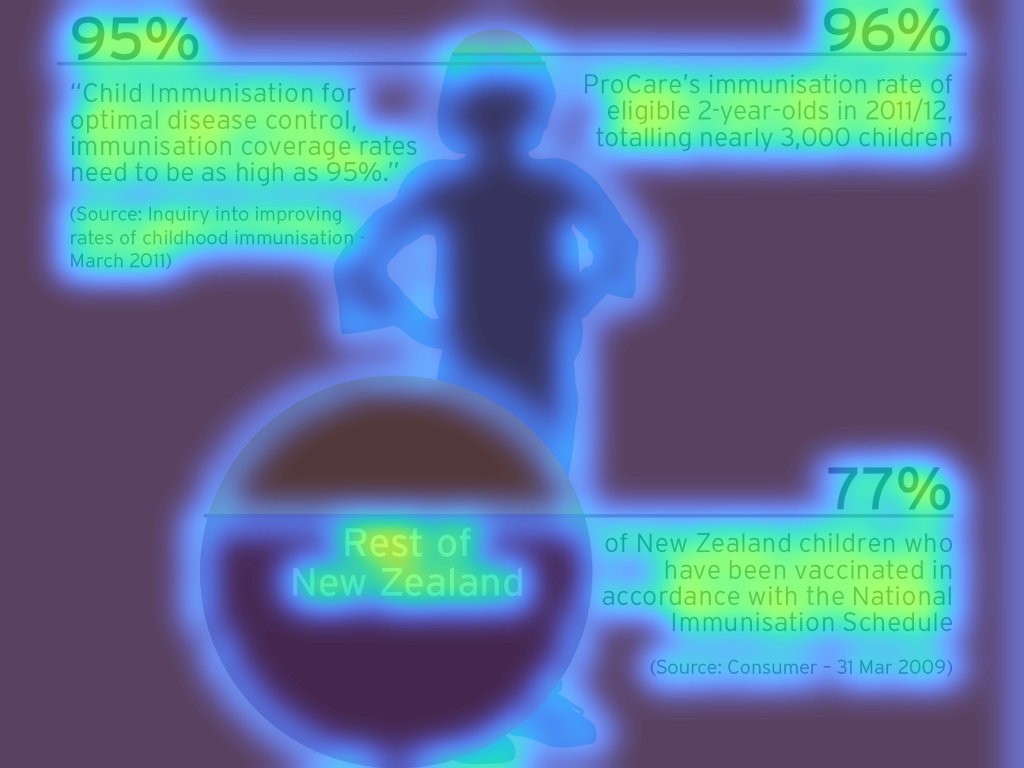 95%
“Child Immunisation for
optimal disease control,
immunisation coverage rates
need to be as high as 95%.”
(Source: Inquiry into improving
rates of childhood immunisation -
March 2011)
96%
ProCare’s immunisation rate of
eligible 2-year-olds in 2011/12,
totalling nearly 3,000 children
Rest of
New Zealand
77%
of New Zealand children who
have been vaccinated in
accordance with the National
Immunisation Schedule
(Source: Consumer – 31 Mar 2009)